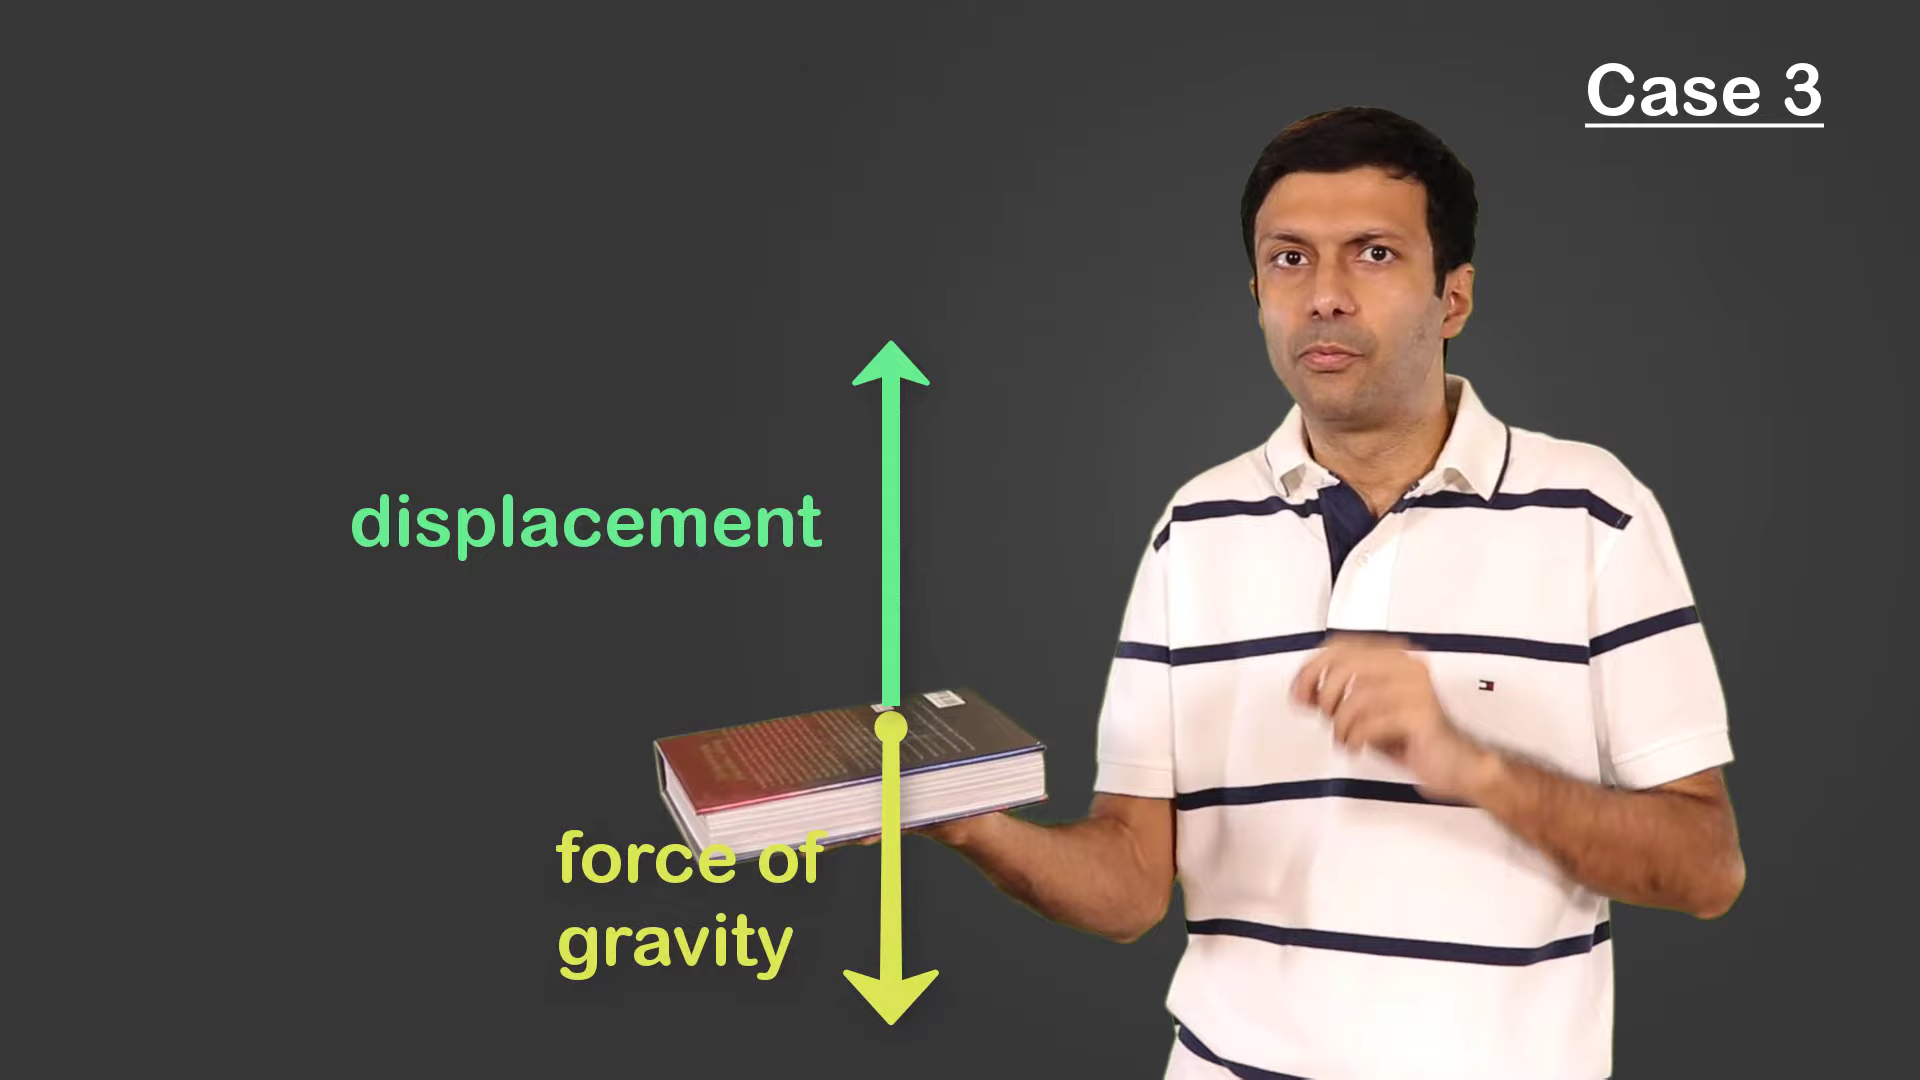 Case 3
displacement
force of
gravity